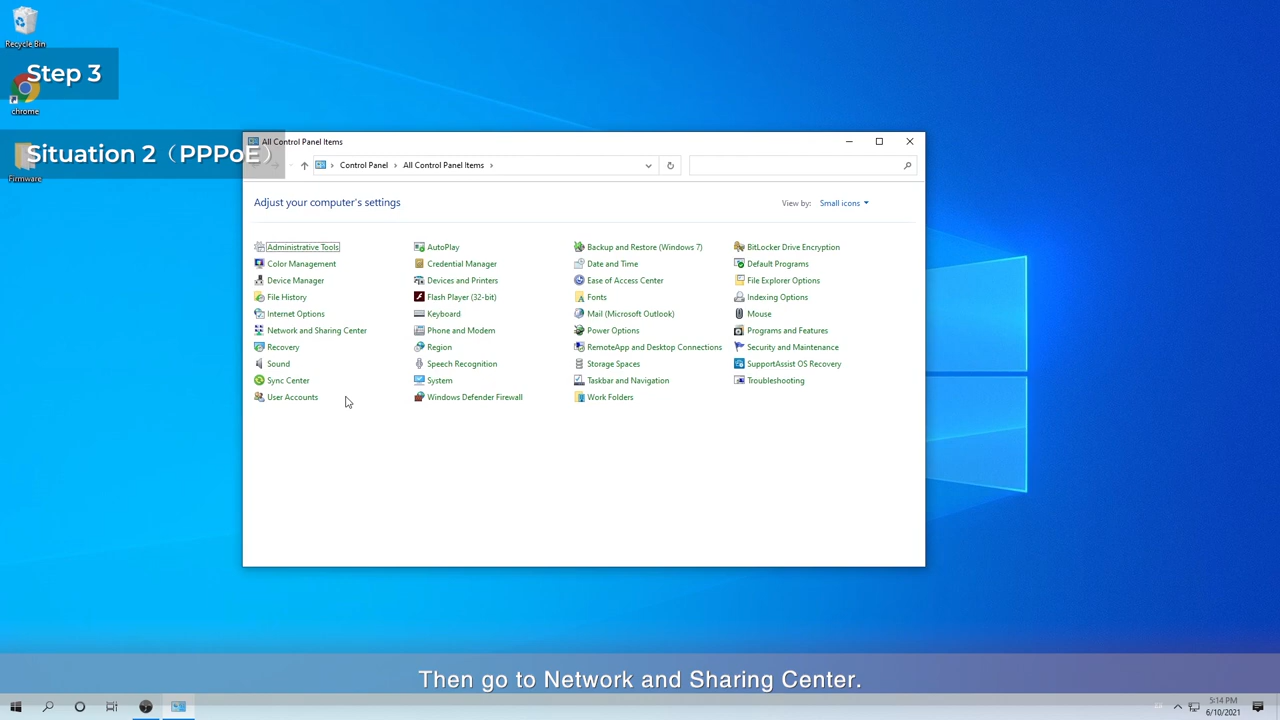 Recycle Bin
Step 3
chrome
Situation 2（PPPoE）
Firmware
All Control Panel Items
Control Panel
All Control Panel Items
Adjust your computer's settings
View by:
Small icons
Administrative Tools
AutoPlay
Backup and Restore (Windows 7)
BitLocker Drive Encryption
Color Management
Credential Manager
Date and Time
Default Programs
Device Manager
Devices and Printers
Ease of Access Center
File Explorer Options
File History
Flash Player (32-bit)
Fonts
Indexing Options
Internet Options
Keyboard
Mail (Microsoft Outlook)
Mouse
Network and Sharing Center
Phone and Modem
Power Options
Programs and Features
Recovery
Region
RemoteApp and Desktop Connections
Security and Maintenance
Sound
Speech Recognition
Storage Spaces
SupportAssist OS Recovery
Sync Center
System
Taskbar and Navigation
Troubleshooting
User Accounts
Windows Defender Firewall
Work Folders
Then go to Network and Sharing Center.
5:14 PM
6/10/2021